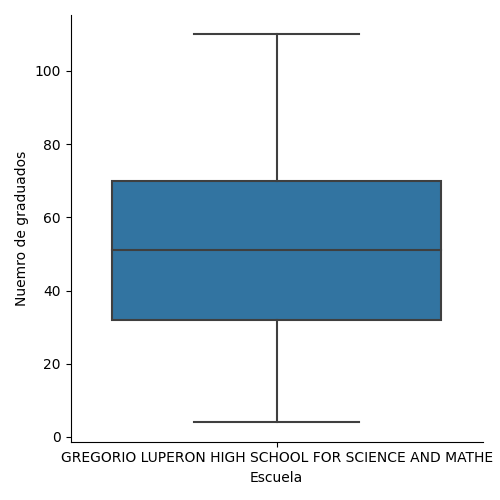 Nuemro de graduados
100
80
60
40
20
0
GREGORIO LUPERON HIGH SCHOOL FOR SCIENCE AND MATHE
Escuela